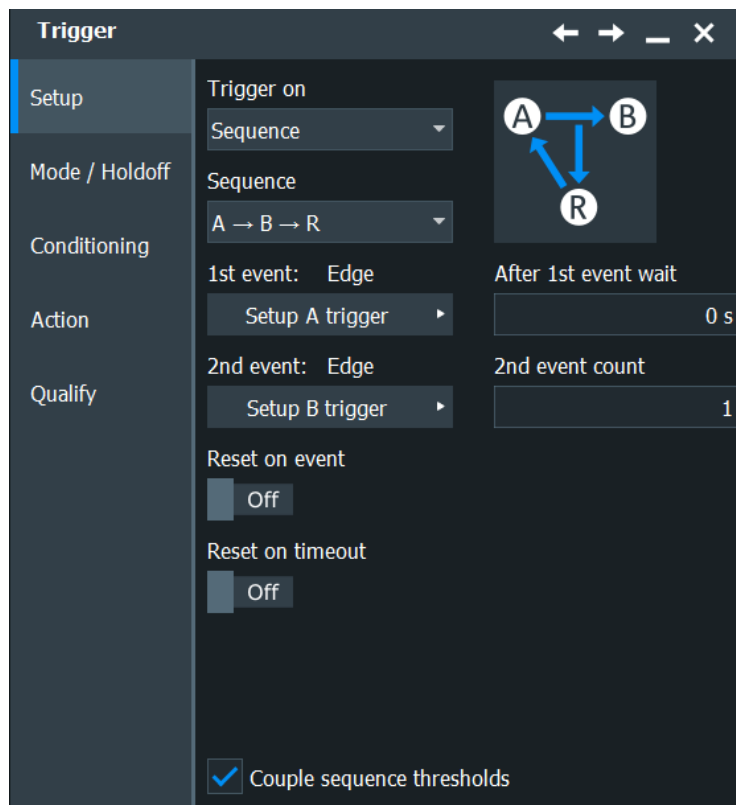 Trigger
Setup
Mode / Holdoff
Conditioning
Action
Qualify
Trigger on
Sequence
Sequence
A → B → R
A B
R
1st event: Edge
After 1st event wait
Setup A trigger
0 s
2nd event: Edge
2nd event count
Setup B trigger
1
Reset on event
Off
Reset on timeout
Off
Couple sequence thresholds